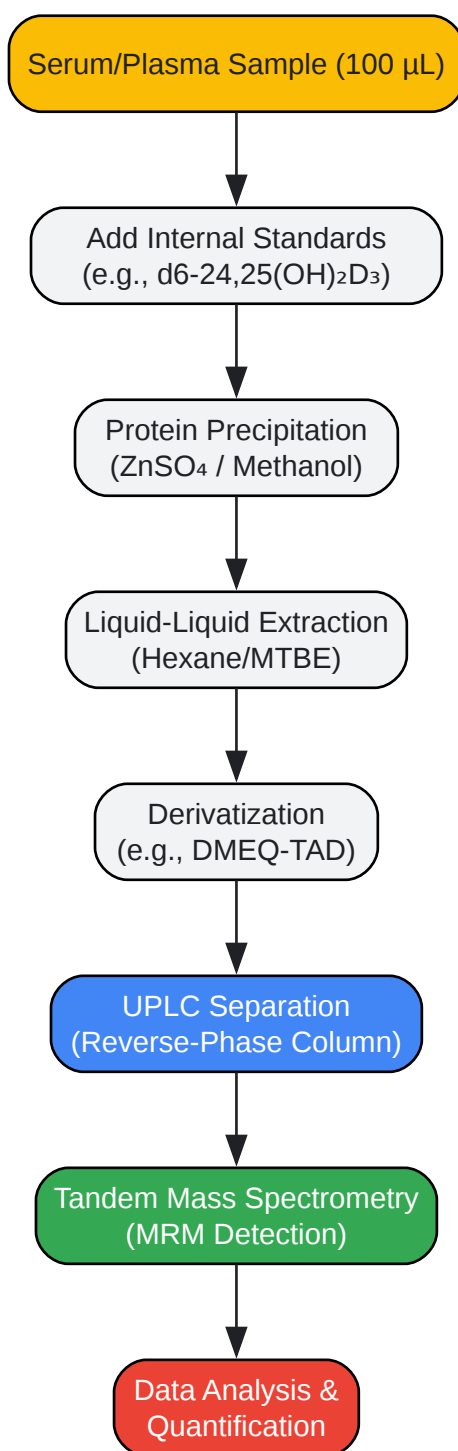 Serum/Plasma Sample (100 µL)
Add Internal Standards
(e.g., d6-24,25(OH)₂D₃)
Protein Precipitation
(ZnSO₄ / Methanol)
Liquid-Liquid Extraction
(Hexane/MTBE)
Derivatization
(e.g., DMEQ-TAD)
UPLC Separation
(Reverse-Phase Column)
Tandem Mass Spectrometry
(MRM Detection)
Data Analysis &
Quantification